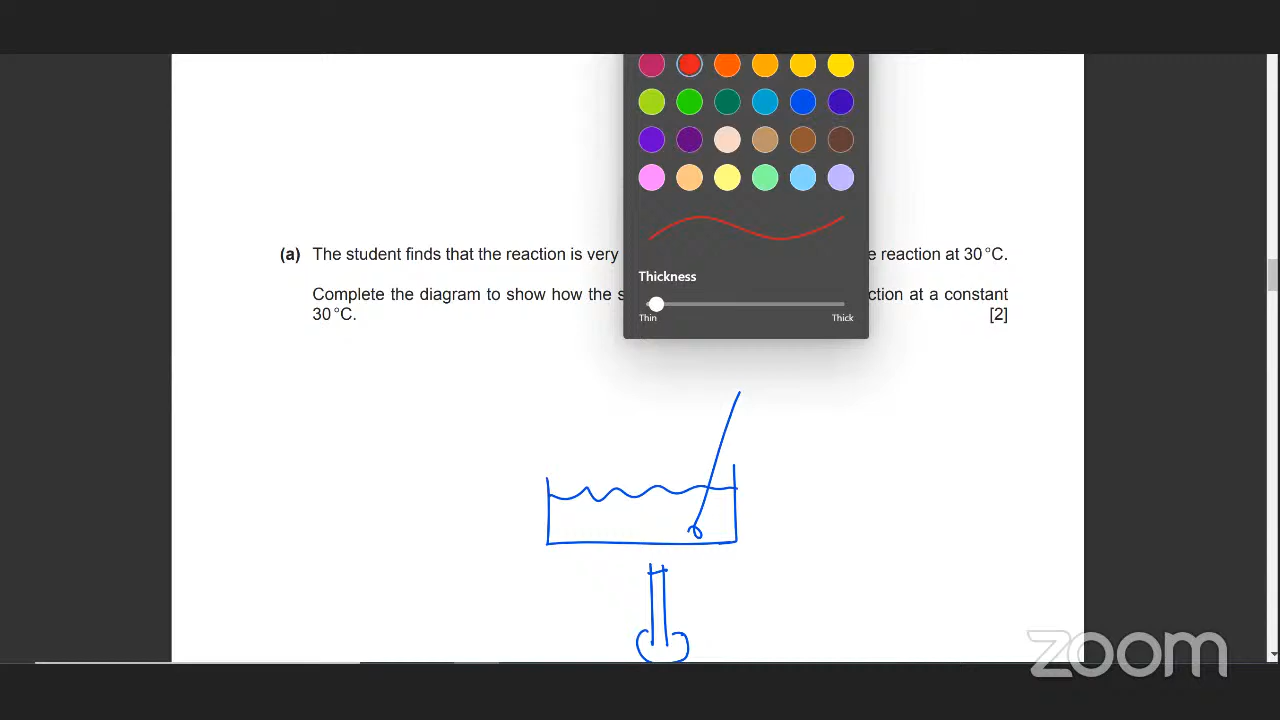 (a) The student finds that the reaction is very
e reaction at 30 °C.
Complete the diagram to show how the s
ction at a constant
30 °C.
[2]
Thickness
Thin
Thick
zoom